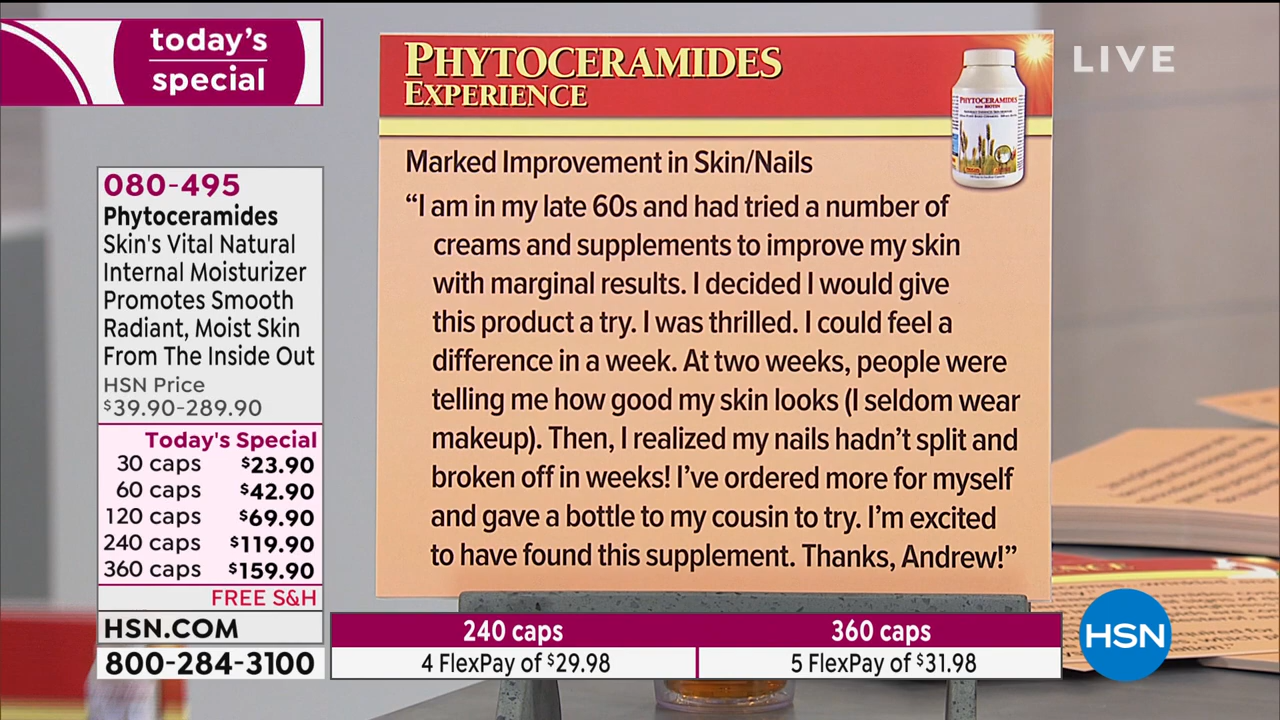 today's
special
LIVE
080-495
Phytoceramides
Skin's Vital Natural
Internal Moisturizer
Promotes Smooth
Radiant, Moist Skin
From The Inside Out
HSN Price
$39.90-289.90
Today's Special
30 caps $23.90
60 caps $42.90
120 caps $69.90
240 caps $119.90
360 caps $159.90
FREE S&H
HSN.COM
800-284-3100
PHYTOCERAMIDES
EXPERIENCE
PHYTOCERAMIDES
WITH BIOTIN
Marked Improvement in Skin/Nails
“I am in my late 60s and had tried a number of
creams and supplements to improve my skin
with marginal results. I decided I would give
this product a try. I was thrilled. I could feel a
difference in a week. At two weeks, people were
telling me how good my skin looks (I seldom wear
makeup). Then, I realized my nails hadn’t split and
broken off in weeks! I’ve ordered more for myself
and gave a bottle to my cousin to try. I’m excited
to have found this supplement. Thanks, Andrew!”
240 caps 360 caps
4 FlexPay of $29.98 5 FlexPay of $31.98
HSN